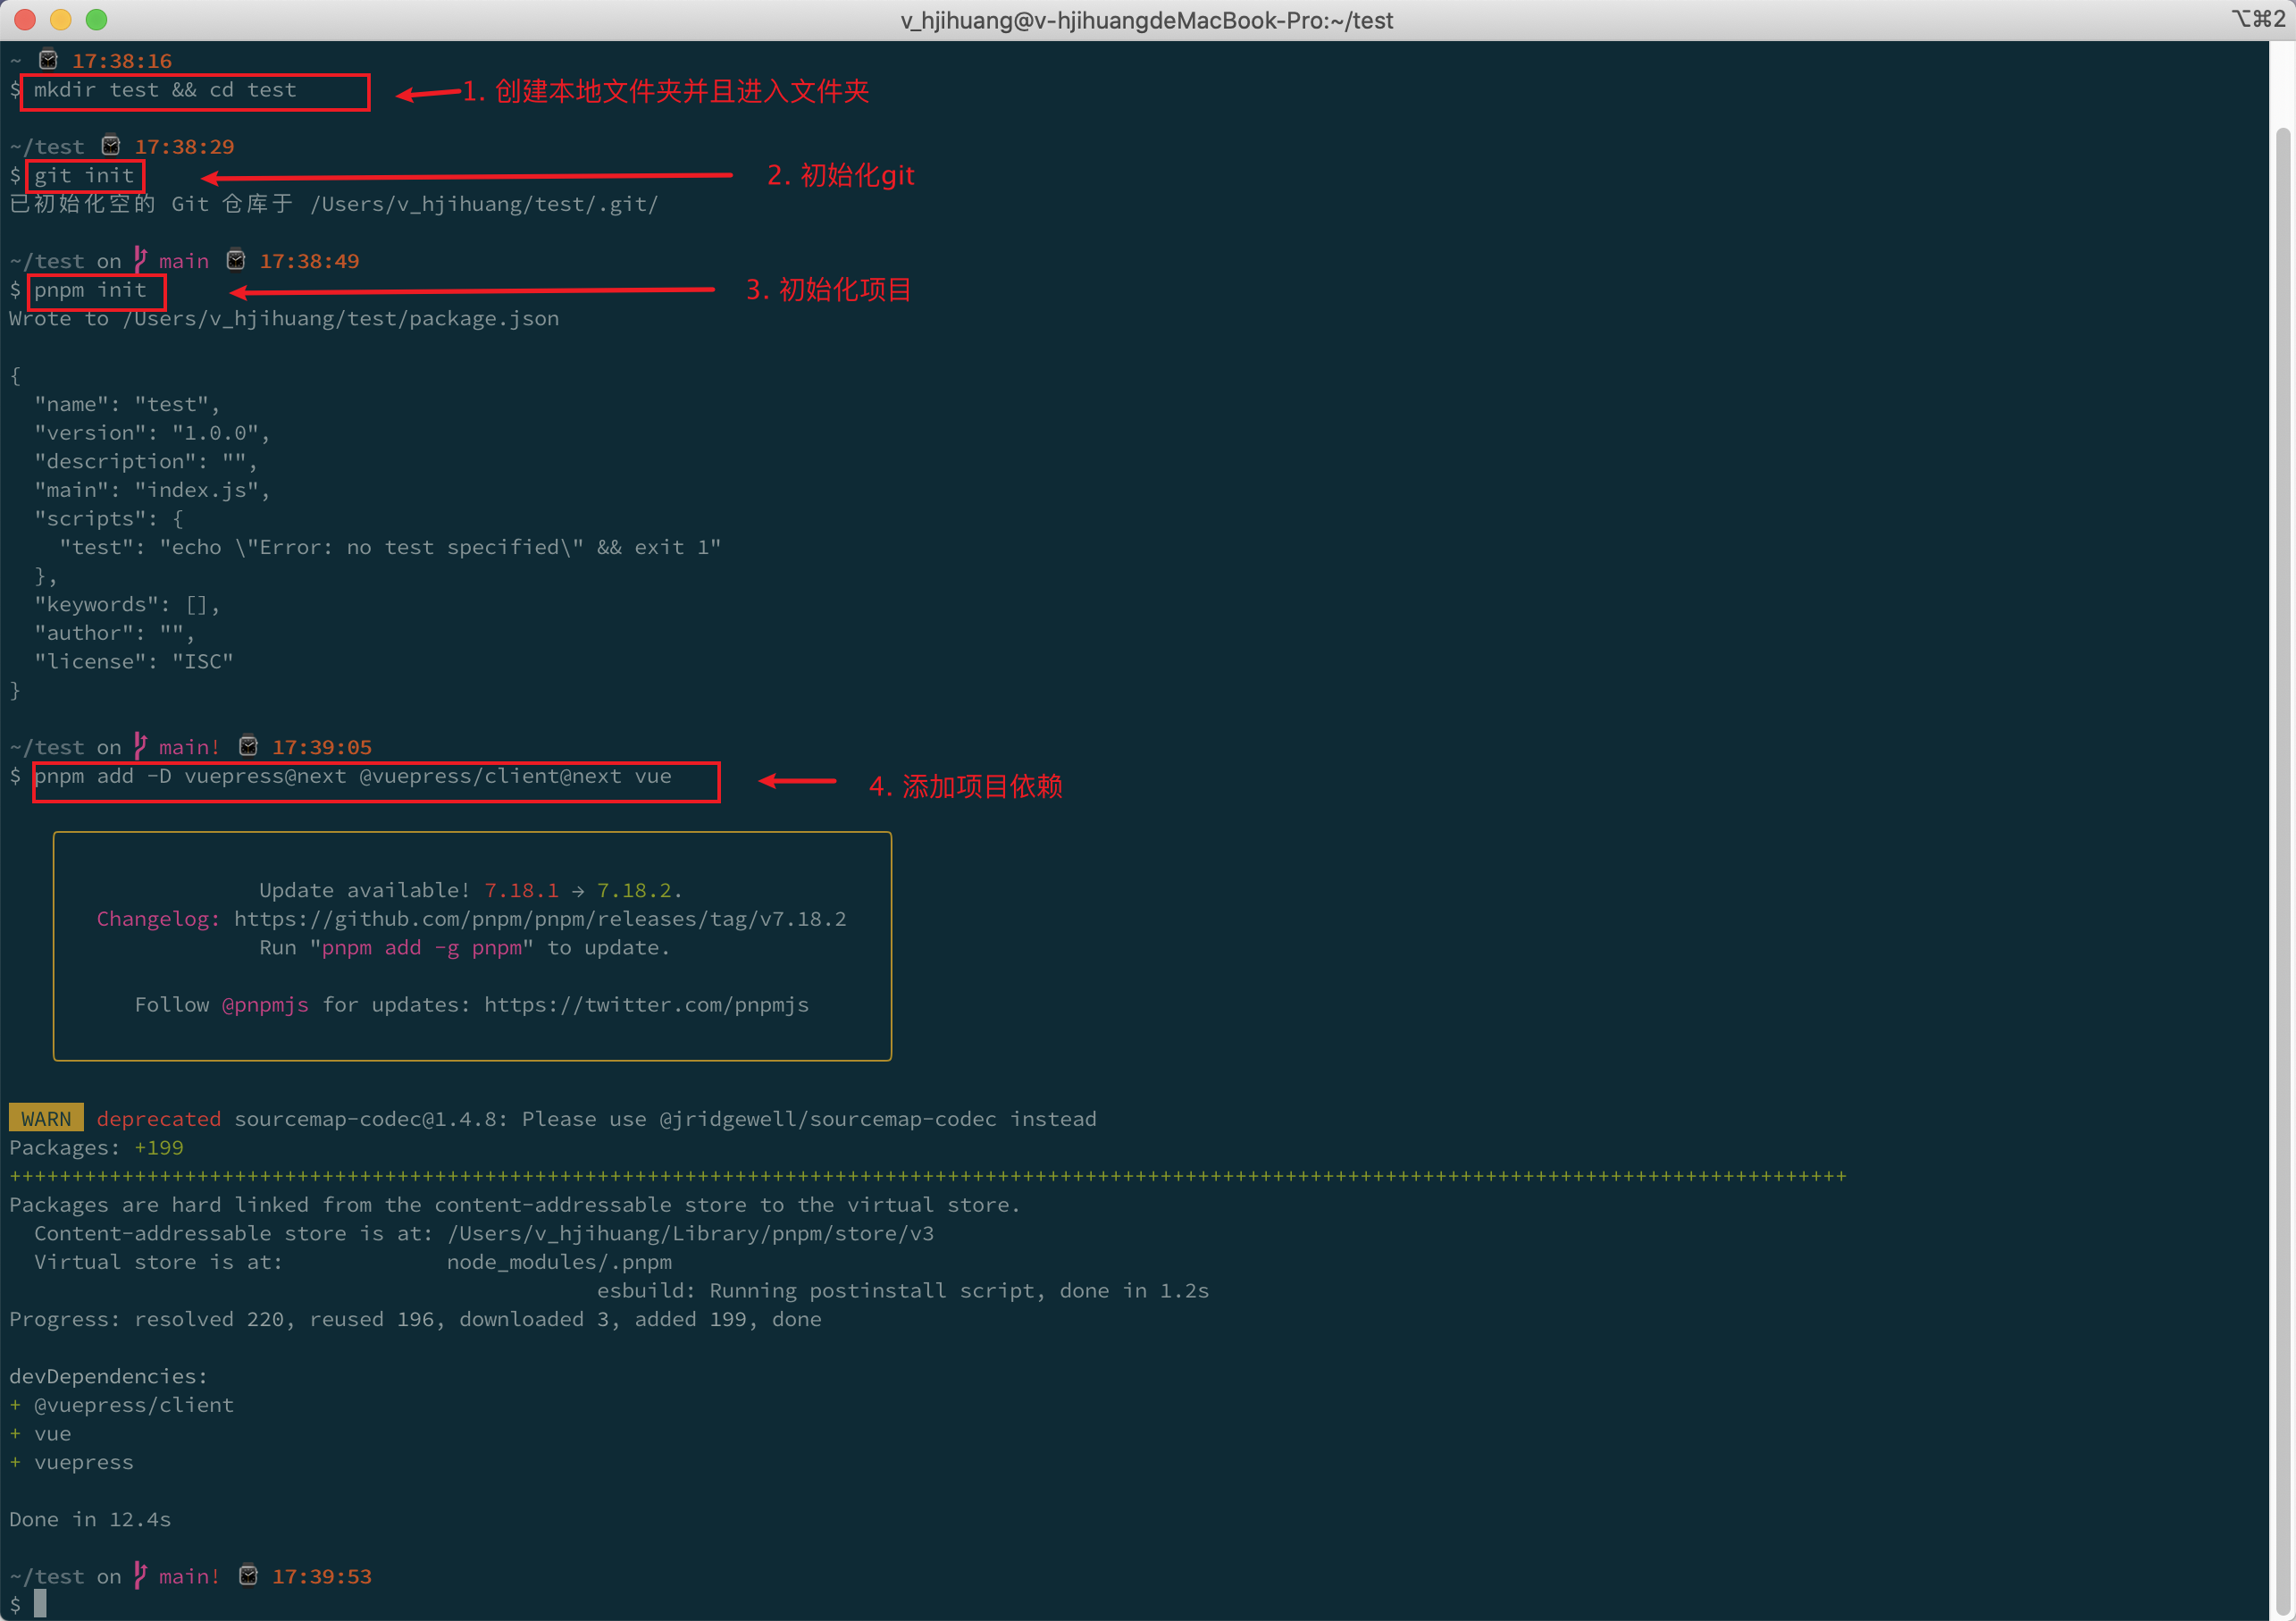 v_hjihuang@v-hjihuangdeMacBook-Pro:~/test
⌥⌘2
~ ⌚ 17:38:16
$ mkdir test && cd test
1. 创建本地文件夹并且进入文件夹
~/test ⌚ 17:38:29
$ git init
2. 初始化git
已初始化空的 Git 仓库于 /Users/v_hjihuang/test/.git/
~/test on main ⌚ 17:38:49
$ pnpm init
3. 初始化项目
Wrote to /Users/v_hjihuang/test/package.json
{
"name": "test",
"version": "1.0.0",
"description": "",
"main": "index.js",
"scripts": {
"test": "echo \"Error: no test specified\" && exit 1"
},
"keywords": [],
"author": "",
"license": "ISC"
}
~/test on main! ⌚ 17:39:05
$ pnpm add -D vuepress@next @vuepress/client@next vue
4. 添加项目依赖
Update available! 7.18.1 → 7.18.2.
Changelog: https://github.com/pnpm/pnpm/releases/tag/v7.18.2
Run "pnpm add -g pnpm" to update.
Follow @pnpmjs for updates: https://twitter.com/pnpmjs
WARN deprecated sourcemap-codec@1.4.8: Please use @jridgewell/sourcemap-codec instead
Packages: +199
+++++++++++++++++++++++++++++++++++++++++++++++++++++++++++++++++++++++++++++++++++++++++++++++++++++++++++++++++++++++++++++++++++++++++++++++++++
Packages are hard linked from the content-addressable store to the virtual store.
Content-addressable store is at: /Users/v_hjihuang/Library/pnpm/store/v3
Virtual store is at: node_modules/.pnpm
esbuild: Running postinstall script, done in 1.2s
Progress: resolved 220, reused 196, downloaded 3, added 199, done
devDependencies:
+ @vuepress/client
+ vue
+ vuepress
Done in 12.4s
~/test on main! ⌚ 17:39:53
$